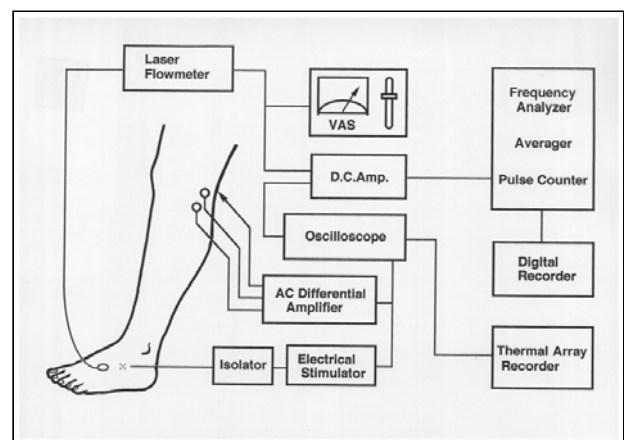 Laser
Flowmeter
VAS
Frequency
Analyzer
Averager
Pulse Counter
D.C.Amp.
Oscilloscope
Digital
Recorder
AC Differential
Amplifier
Isolator
Electrical
Stimulator
Thermal Array
Recorder